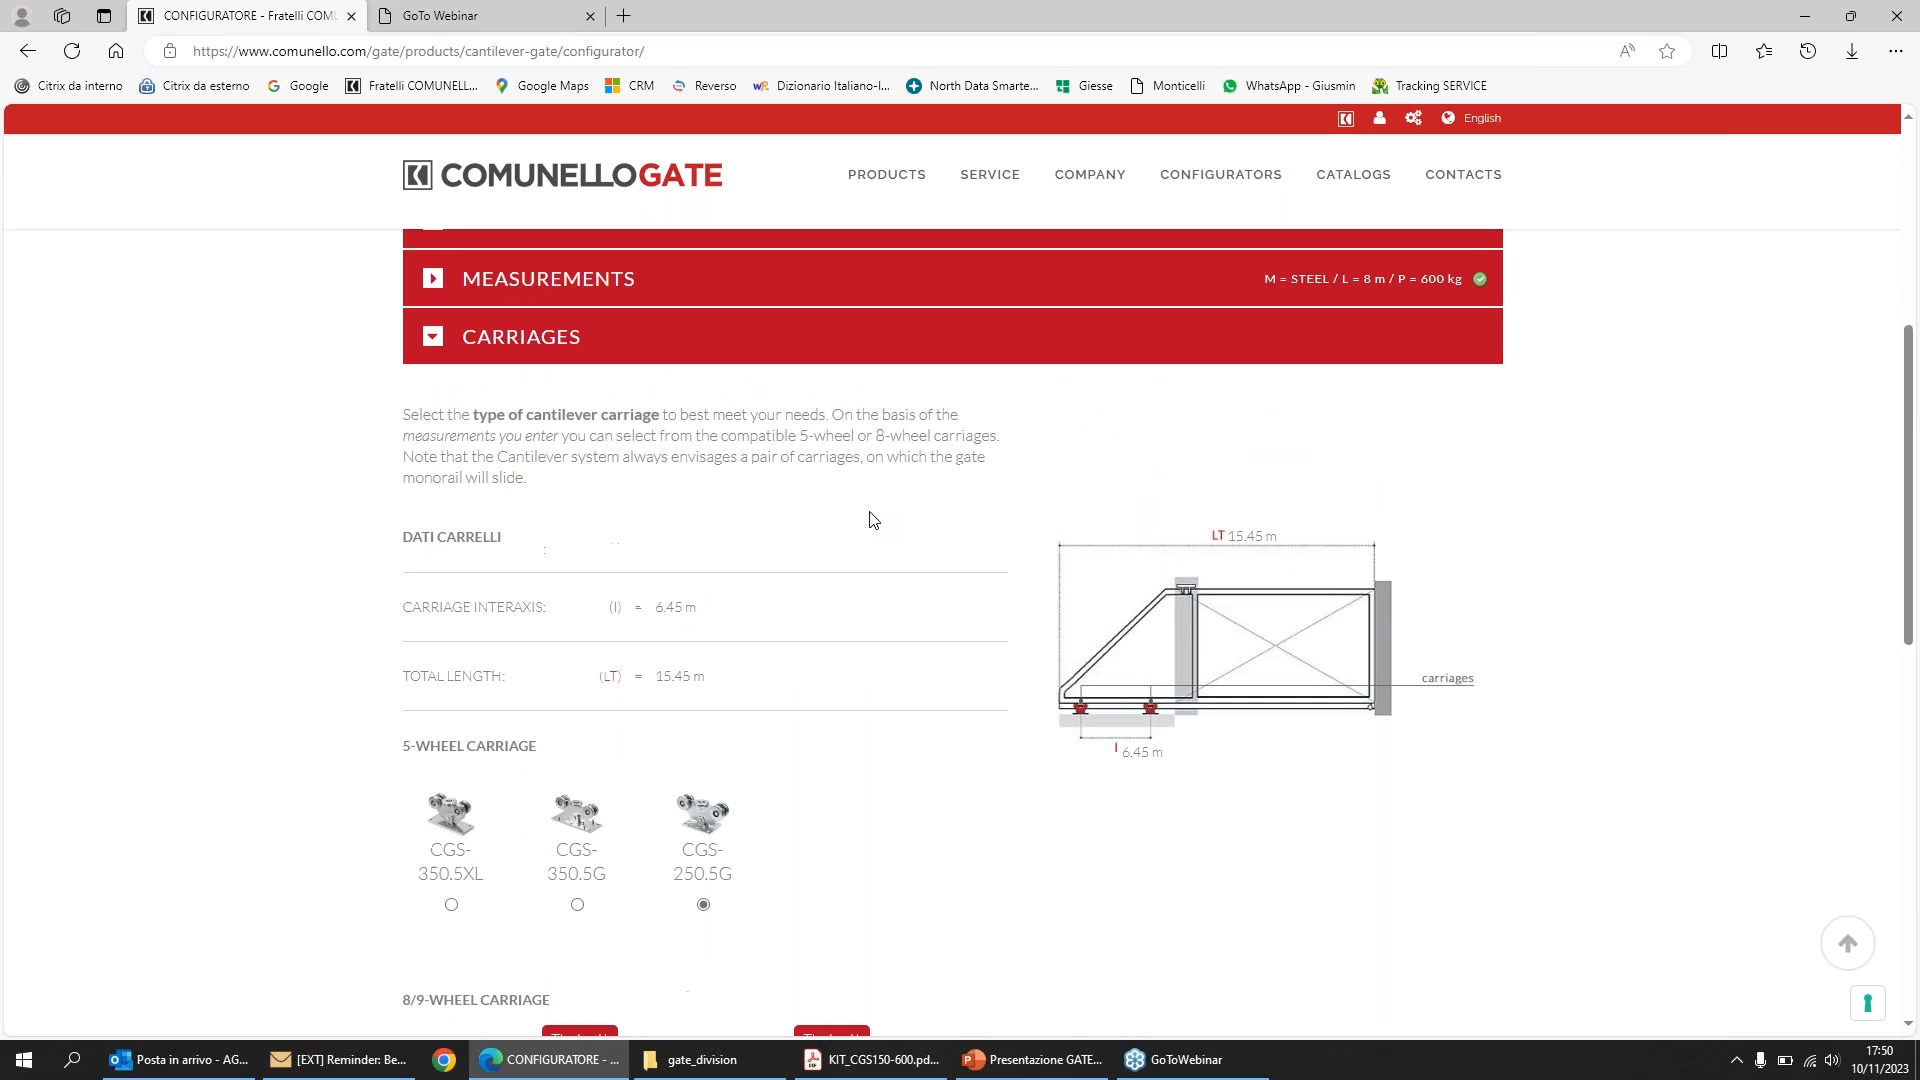 CONFIGURATORE - Fratelli COMU
GoTo Webinar
https://www.comunello.com/gate/products/cantilever-gate/configurator/
Citrix da interno
Citrix da esterno
Google
Fratelli COMUNELL...
Google Maps
CRM
Reverso
Dizionario Italiano-I...
North Data Smarte...
Giesse
Monticelli
WhatsApp - Giusmin
Tracking SERVICE
English
COMUNELLOGATE
PRODUCTS
SERVICE
COMPANY
CONFIGURATORS
CATALOGS
CONTACTS
MEASUREMENTS
M = STEEL / L = 8 m / P = 600 kg
CARRIAGES
Select the type of cantilever carriage to best meet your needs. On the basis of the
measurements you enter you can select from the compatible 5-wheel or 8-wheel carriages.
Note that the Cantilever system always envisages a pair of carriages, on which the gate
monorail will slide.
DATI CARRELLI
:
CARRIAGE INTERAXIS: (I) = 6.45 m
TOTAL LENGTH: (LT) = 15.45 m
LT 15.45 m
carriages
I 6.45 m
5-WHEEL CARRIAGE
CGS-
350.5XL
CGS-
350.5G
CGS-
250.5G
8/9-WHEEL CARRIAGE
Posta in arrivo - AG...
[EXT] Reminder: Be...
CONFIGURATORE - ...
gate_division
KIT_CGS150-600.pd...
Presentazione GATE...
GoToWebinar
17:50
10/11/2023